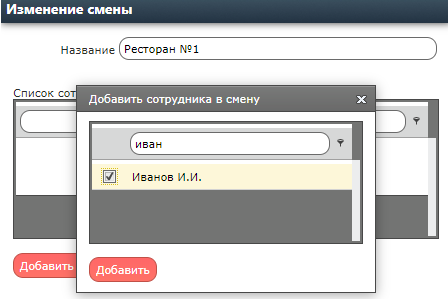 Изменение смены
Название Ресторан №1
Список сот
Добавить сотрудника в смену
иван
Иванов И.И.
Добавить
Добавить